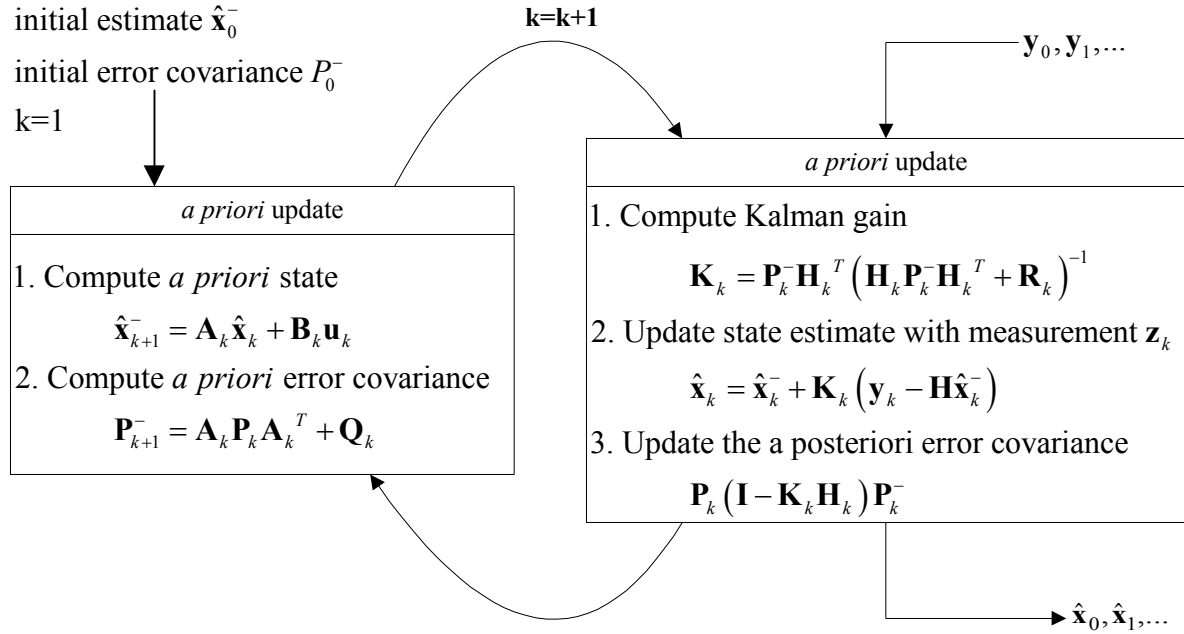 initial estimate x̂₀⁻
initial error covariance P₀⁻
k=1
k=k+1
y₀, y₁,...
a priori update
1. Compute a priori state
x̂ₖ₊₁⁻ = Aₖx̂ₖ + Bₖuₖ
2. Compute a priori error covariance
Pₖ₊₁⁻ = AₖPₖAₖᵀ + Qₖ
a priori update
1. Compute Kalman gain
Kₖ = Pₖ⁻Hₖᵀ(HₖPₖ⁻Hₖᵀ + Rₖ)⁻¹
2. Update state estimate with measurement zₖ
x̂ₖ = x̂ₖ⁻ + Kₖ(yₖ − Hx̂ₖ⁻)
3. Update the a posteriori error covariance
Pₖ(I − KₖHₖ)Pₖ⁻
x̂₀, x̂₁,...